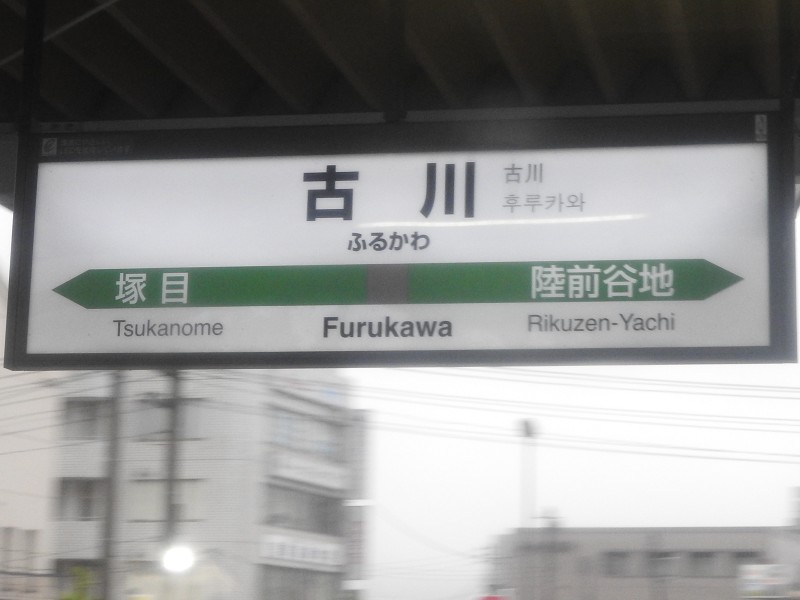 古川
古川
후루카와
ふるかわ
塚目 陸前谷地
Tsukanome Furukawa Rikuzen-Yachi